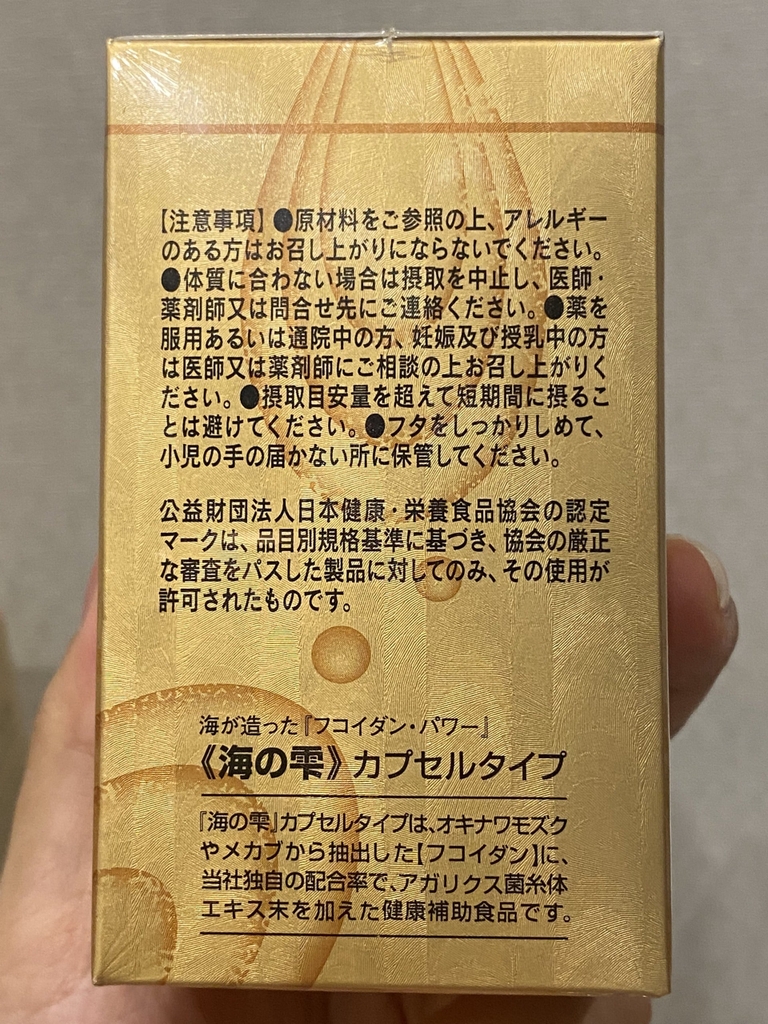 【注意事項】●原材料をご参照の上、アレルギー
のある方はお召し上がりにならないでください。
●体質に合わない場合は摂取を中止し、医師・
薬剤師又は問合せ先にご連絡ください。●薬を
服用あるいは通院中の方、妊娠及び授乳中の方
は医師又は薬剤師にご相談の上お召し上がりく
ださい。●摂取目安量を超えて短期間に摂るこ
とは避けてください。●フタをしっかりしめて、
小児の手の届かない所に保管してください。
公益財団法人日本健康・栄養食品協会の認定
マークは、品目別規格基準に基づき、協会の厳正
な審査をパスした製品に対してのみ、その使用が
許可されたものです。
海が造った『フコイダン・パワー』
《海の雫》カプセルタイプ
『海の雫』カプセルタイプは、オキナワモズク
やメカブから抽出した【フコイダン】に、
当社独自の配合率で、アガリクス菌糸体
エキス末を加えた健康補助食品です。